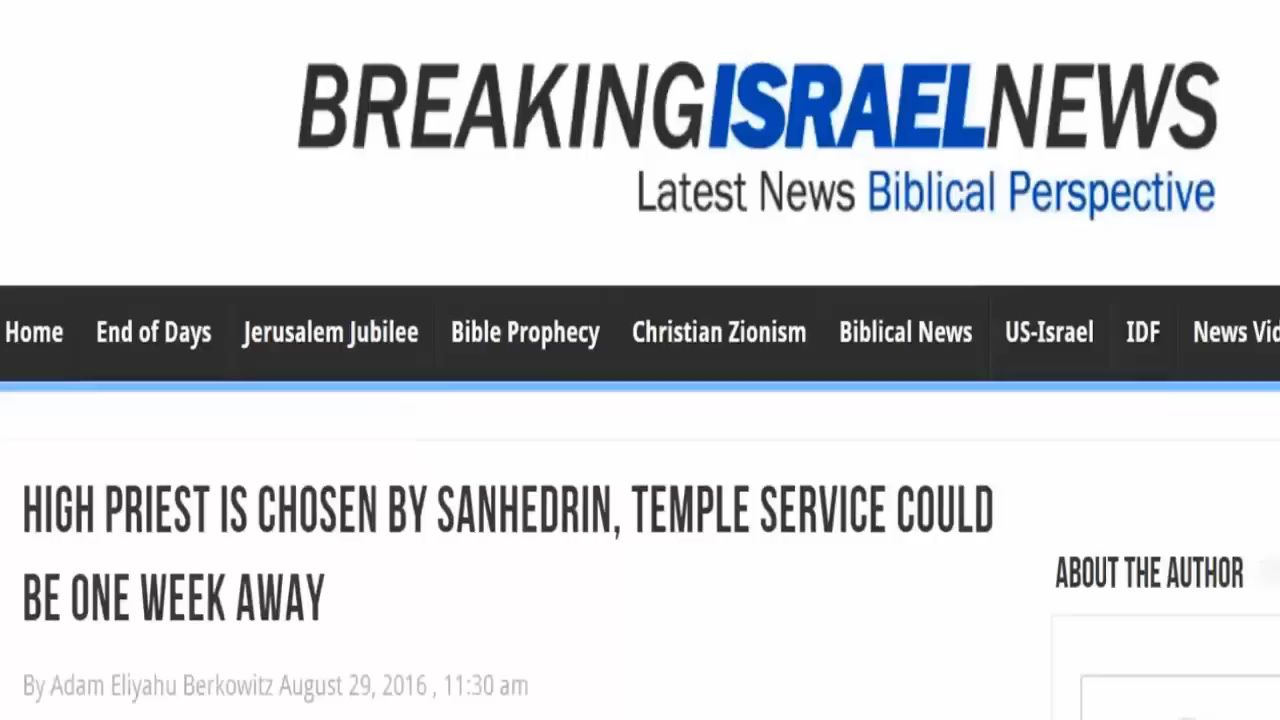 BREAKINGISRAELNEWS
Latest News Biblical Perspective
Home End of Days Jerusalem Jubilee Bible Prophecy Christian Zionism Biblical News US-Israel IDF News Vid
HIGH PRIEST IS CHOSEN BY SANHEDRIN, TEMPLE SERVICE COULD
BE ONE WEEK AWAY
ABOUT THE AUTHOR
By Adam Eliyahu Berkowitz August 29, 2016 , 11:30 am